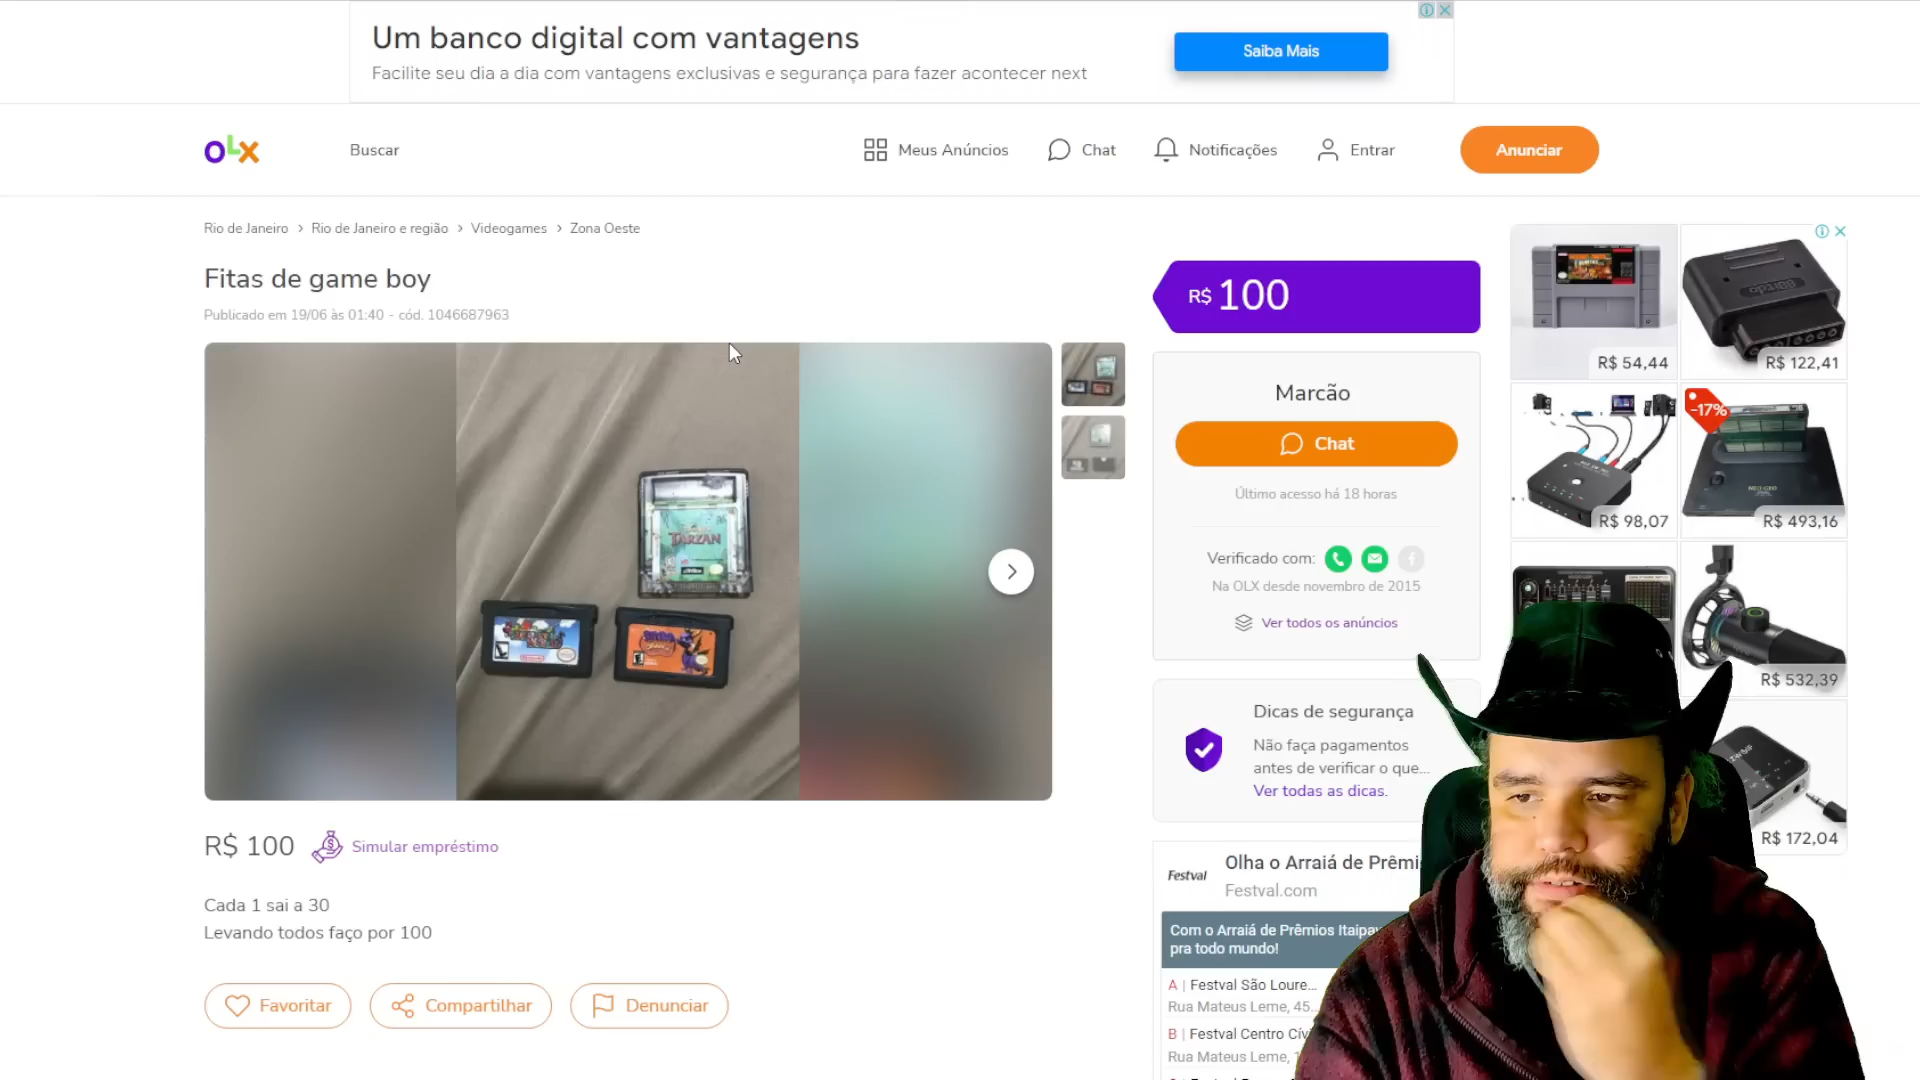 Um banco digital com vantagens
Facilite seu dia a dia com vantagens exclusivas e segurança para fazer acontecer next
Saiba Mais
OLX
Buscar
Meus Anúncios
Chat
Notificações
Entrar
Anunciar
Rio de Janeiro > Rio de Janeiro e região > Videogames > Zona Oeste
Fitas de game boy
Publicado em 19/06 às 01:40 - cód. 1046687963
TARZAN
R$ 100
Simular empréstimo
Cada 1 sai a 30
Levando todos faço por 100
Favoritar
Compartilhar
Denunciar
R$ 100
Marcão
Chat
Último acesso há 18 horas
Verificado com:
Na OLX desde novembro de 2015
Ver todos os anúncios
Dicas de segurança
Não faça pagamentos
antes de verificar o que...
Ver todas as dicas.
Festval
Olha o Arraiá de Prêmi
Festval.com
Com o Arraiá de Prêmios Itaipav
pra todo mundo!
A | Festval São Loure...
Rua Mateus Leme, 45...
B | Festval Centro Cívi
Rua Mateus Leme, 1
R$ 54,44
R$ 122,41
R$ 98,07
-17%
NEO GEO
R$ 493,16
R$ 532,39
R$ 172,04